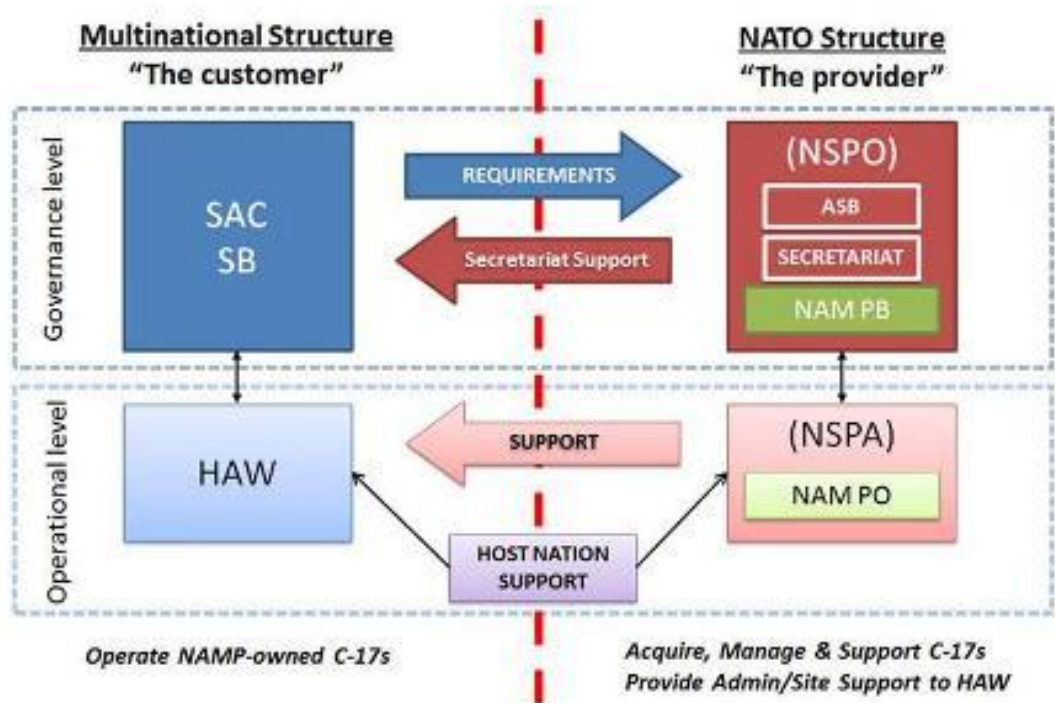 Multinational Structure
"The customer"
NATO Structure
"The provider"
Governance level
SAC
SB
REQUIREMENTS
Secretariat Support
(NSPO)
ASB
SECRETARIAT
NAM PB
Operational level
HAW
SUPPORT
(NSPA)
NAM PO
HOST NATION
SUPPORT
Operate NAMP-owned C-17s
Acquire, Manage & Support C-17s
Provide Admin/Site Support to HAW